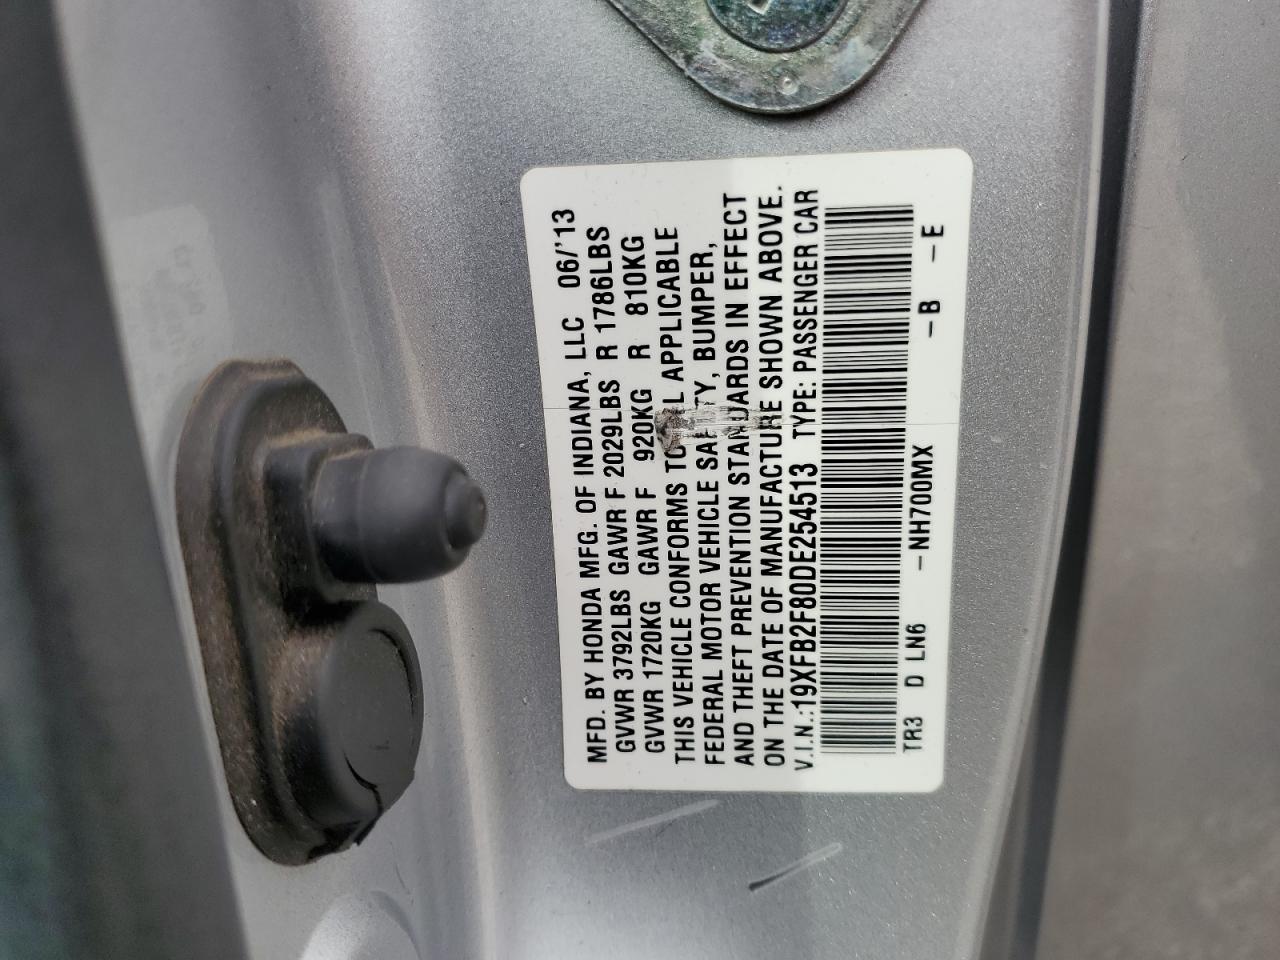 MFD. BY HONDA MFG. OF INDIANA, LLC 06/'13
GVWR 3792LBS GAWR F 2029LBS R 1786LBS
GVWR 1720KG GAWR F 920KG R 810KG
THIS VEHICLE CONFORMS TO L APPLICABLE
FEDERAL MOTOR VEHICLE SAFETY, BUMPER,
AND THEFT PREVENTION STANDARDS IN EFFECT
ON THE DATE OF MANUFACTURE SHOWN ABOVE.
V.I.N.:19XFB2F80DE254513 TYPE: PASSENGER CAR
TR3 D LN6 –NH700MX –B –E